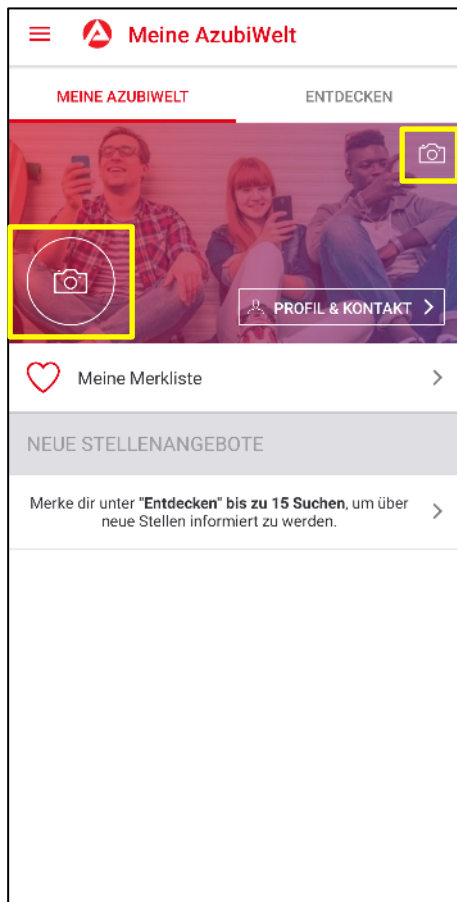 Meine AzubiWelt
MEINE AZUBIWELT
ENTDECKEN
PROFIL & KONTAKT
Meine Merkliste
NEUE STELLENANGEBOTE
Merke dir unter "Entdecken" bis zu 15 Suchen, um über
neue Stellen informiert zu werden.